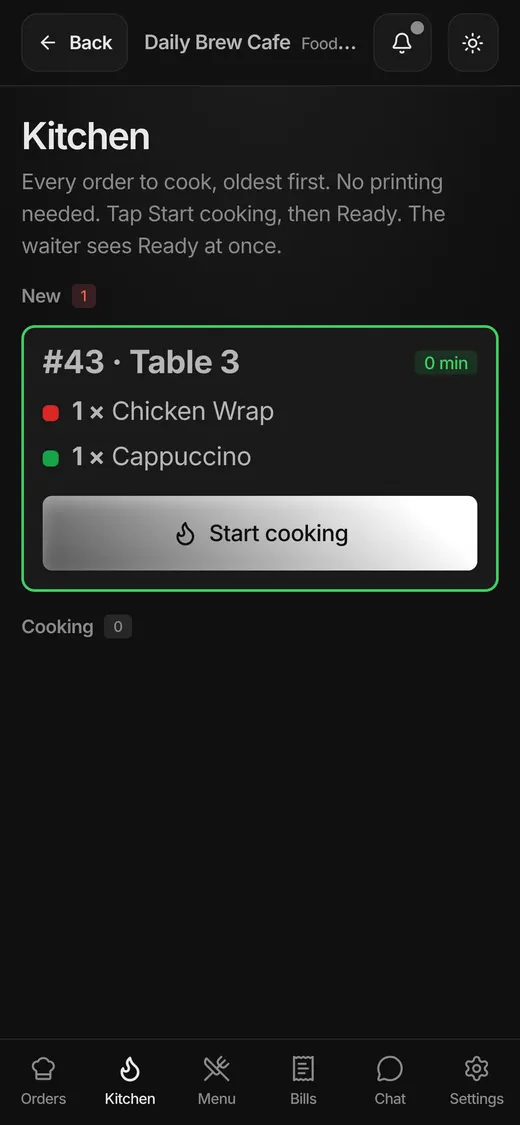 Back
Daily Brew Cafe Food...
Kitchen
Every order to cook, oldest first. No printing
needed. Tap Start cooking, then Ready. The
waiter sees Ready at once.
New 1
#43 · Table 3
0 min
1 × Chicken Wrap
1 × Cappuccino
Start cooking
Cooking 0
Orders
Kitchen
Menu
Bills
Chat
Settings